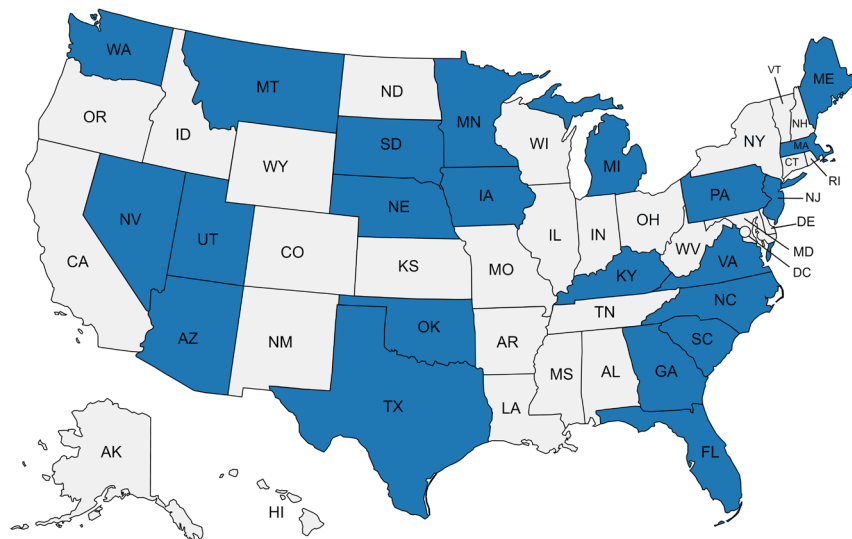 WA
MT
ND
MN
VT
ME
OR
ID
SD
WI
MI
NY
NH
MA
CT
RI
WY
NE
IA
PA
NJ
NV
UT
CO
KS
MO
IL
IN
OH
WV
VA
DE
MD
DC
CA
KY
NC
TN
AZ
NM
OK
AR
SC
MS
AL
GA
TX
LA
FL
AK
HI